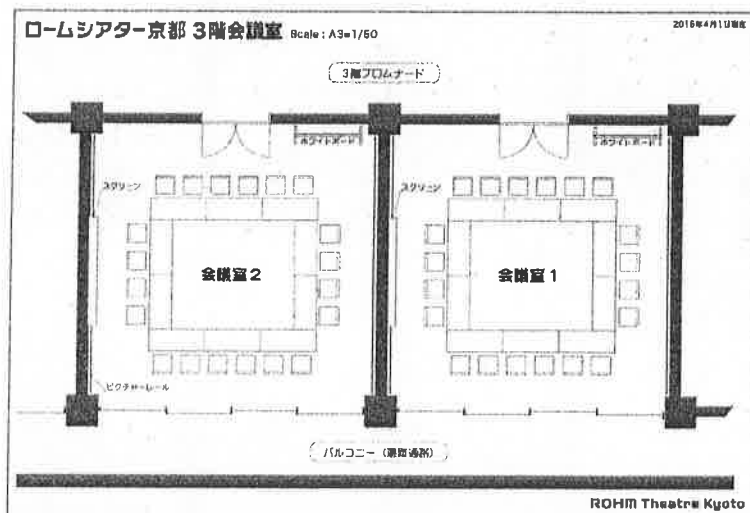 ロームシアター京都 3階会議室 Scale : A3=1/50
2016年4月1日現在
3階プロムナード
ホワイトボード
ホワイトボード
スクリーン
スクリーン
会議室2
会議室1
ピクチャーレール
バルコニー
ROHM Theatre Kyoto